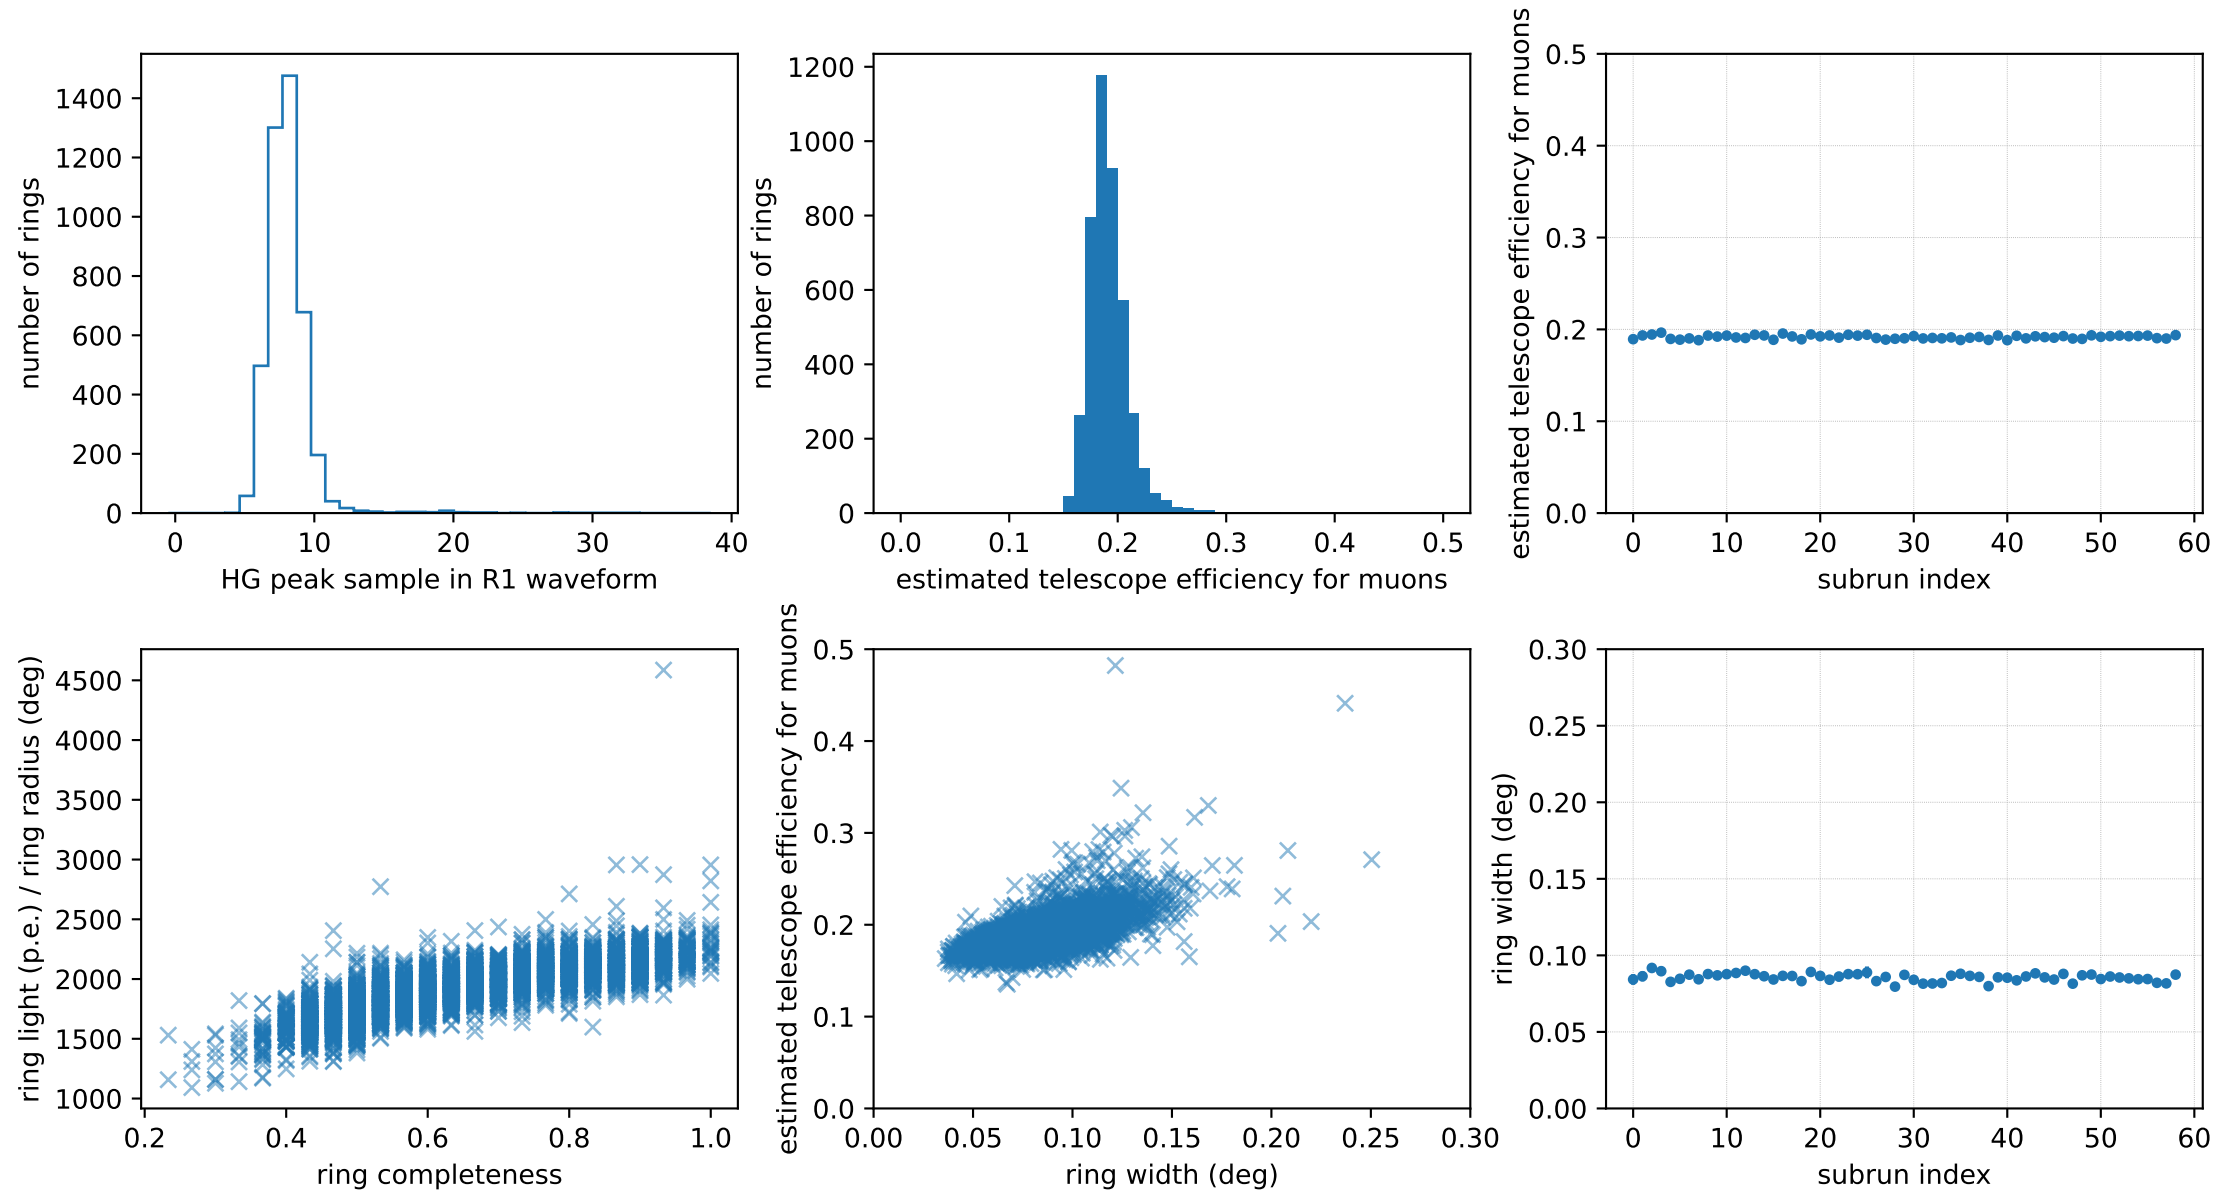 number of rings
1400
1200
1000
800
600
400
200
0
0 10 20 30 40
HG peak sample in R1 waveform
number of rings
1200
1000
800
600
400
200
0
0.0 0.1 0.2 0.3 0.4 0.5
estimated telescope efficiency for muons
estimated telescope efficiency for muons
0.5
0.4
0.3
0.2
0.1
0.0
0 10 20 30 40 50 60
subrun index
ring light (p.e.) / ring radius (deg)
4500
4000
3500
3000
2500
2000
1500
1000
0.2 0.4 0.6 0.8 1.0
ring completeness
estimated telescope efficiency for muons
0.5
0.4
0.3
0.2
0.1
0.0
0.00 0.05 0.10 0.15 0.20 0.25 0.30
ring width (deg)
ring width (deg)
0.30
0.25
0.20
0.15
0.10
0.05
0.00
0 10 20 30 40 50 60
subrun index